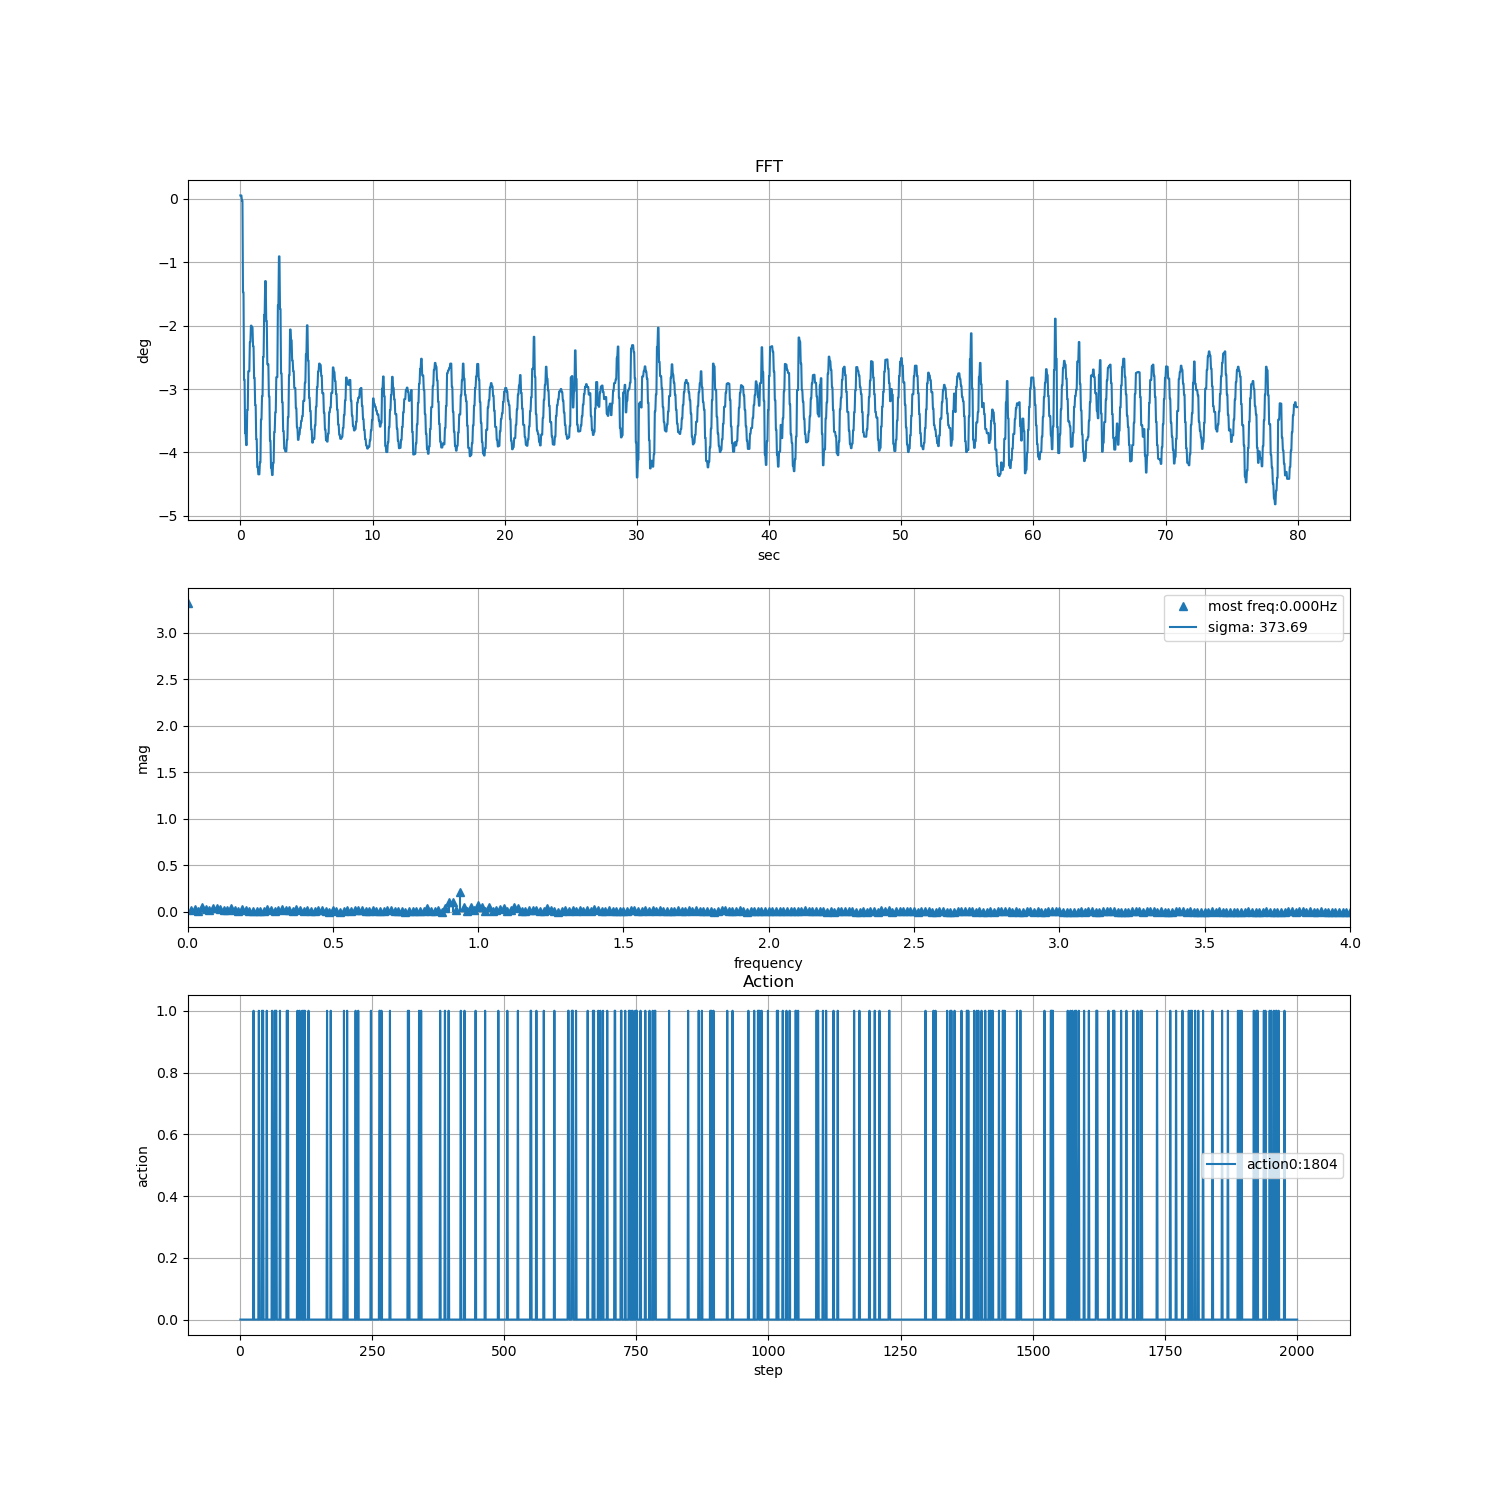 FFT
0
−1
−2
−3
−4
−5
deg
0 10 20 30 40 50 60 70 80
sec
most freq:0.000Hz
sigma: 373.69
3.0
2.5
2.0
1.5
1.0
0.5
0.0
mag
0.0 0.5 1.0 1.5 2.0 2.5 3.0 3.5 4.0
frequency
Action
1.0
0.8
0.6
0.4
0.2
0.0
action
action0:1804
0 250 500 750 1000 1250 1500 1750 2000
step